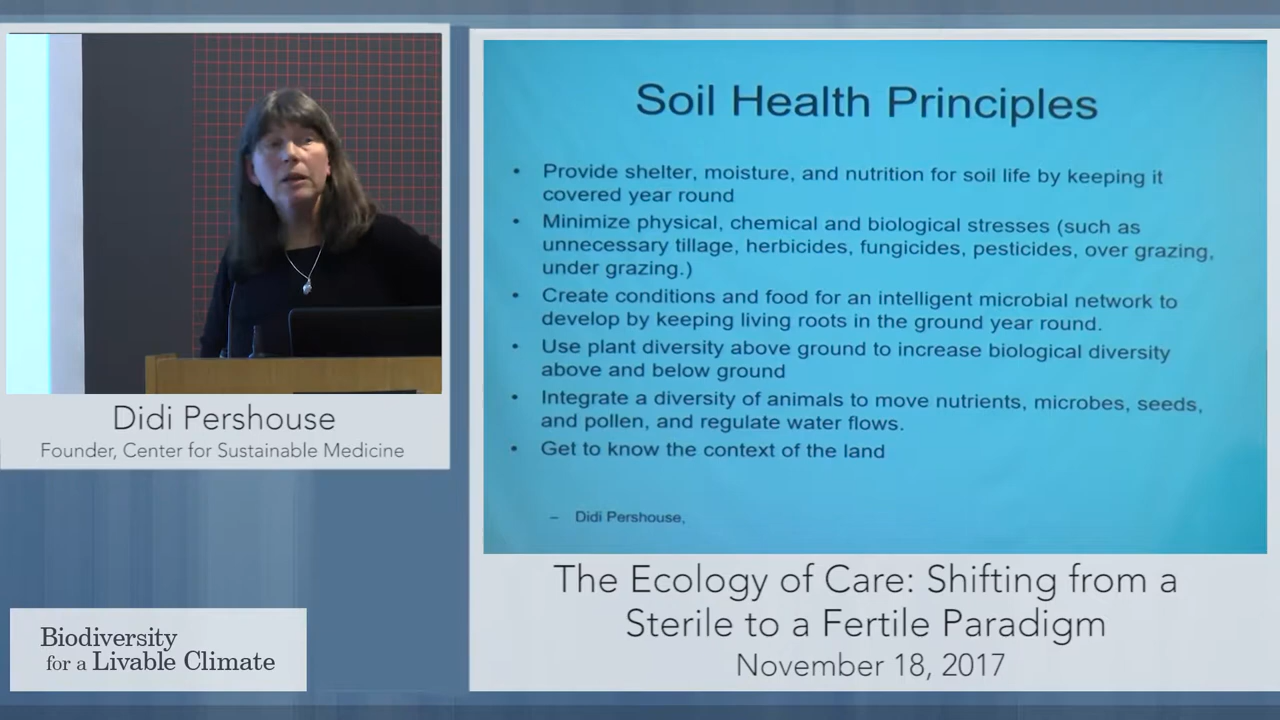 Didi Pershouse
Founder, Center for Sustainable Medicine
Biodiversity
for a Livable Climate
Soil Health Principles
• Provide shelter, moisture, and nutrition for soil life by keeping it
covered year round
• Minimize physical, chemical and biological stresses (such as
unnecessary tillage, herbicides, fungicides, pesticides, over grazing,
under grazing.)
• Create conditions and food for an intelligent microbial network to
develop by keeping living roots in the ground year round.
• Use plant diversity above ground to increase biological diversity
above and below ground
• Integrate a diversity of animals to move nutrients, microbes, seeds,
and pollen, and regulate water flows.
• Get to know the context of the land
– Didi Pershouse,
The Ecology of Care: Shifting from a
Sterile to a Fertile Paradigm
November 18, 2017